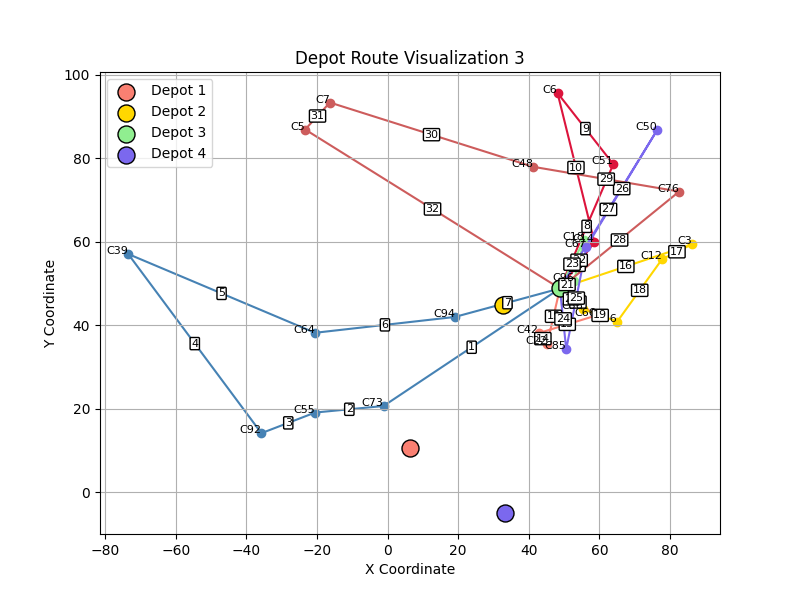 Depot Route Visualization 3
Depot 1
Depot 2
Depot 3
Depot 4
Y Coordinate
100
80
60
40
20
0
−80
−60
−40
−20
0
20
40
60
80
X Coordinate
C6
C7
31
C5
9
C50
30
C51
C48
10
29
26
C76
32
27
8
28
C3
C39
C12
17
16
23
21
18
5
7
25
C94
24
19
6
C64
C42
4
1
C85
C73
2
C55
3
C92